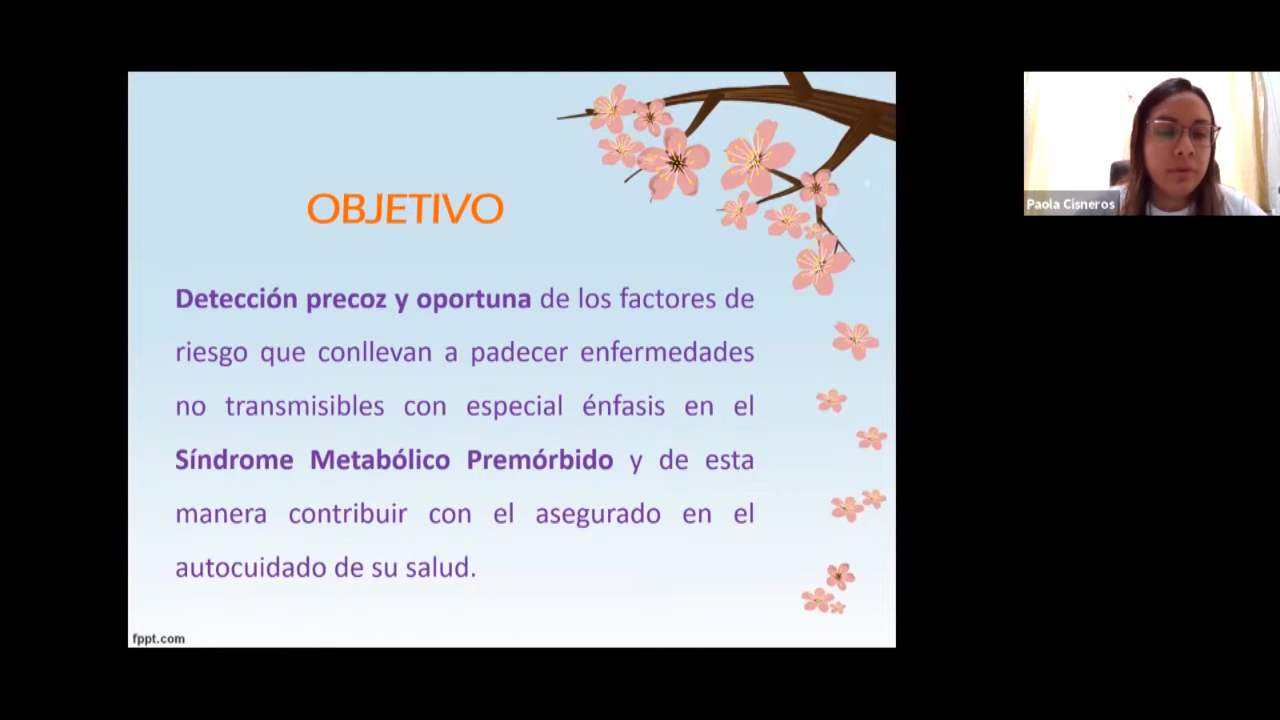 OBJETIVO
Detección precoz y oportuna de los factores de
riesgo que conllevan a padecer enfermedades
no transmisibles con especial énfasis en el
Síndrome Metabólico Premórbido y de esta
manera contribuir con el asegurado en el
autocuidado de su salud.
fppt.com
Paola Cisneros